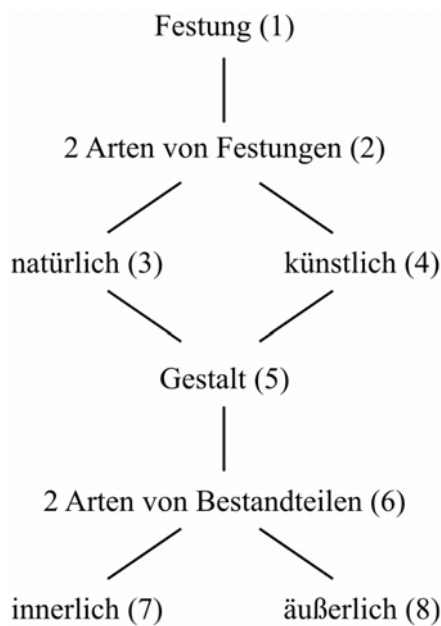 Festung (1)
2 Arten von Festungen (2)
natürlich (3) künstlich (4)
Gestalt (5)
2 Arten von Bestandteilen (6)
innerlich (7) äußerlich (8)